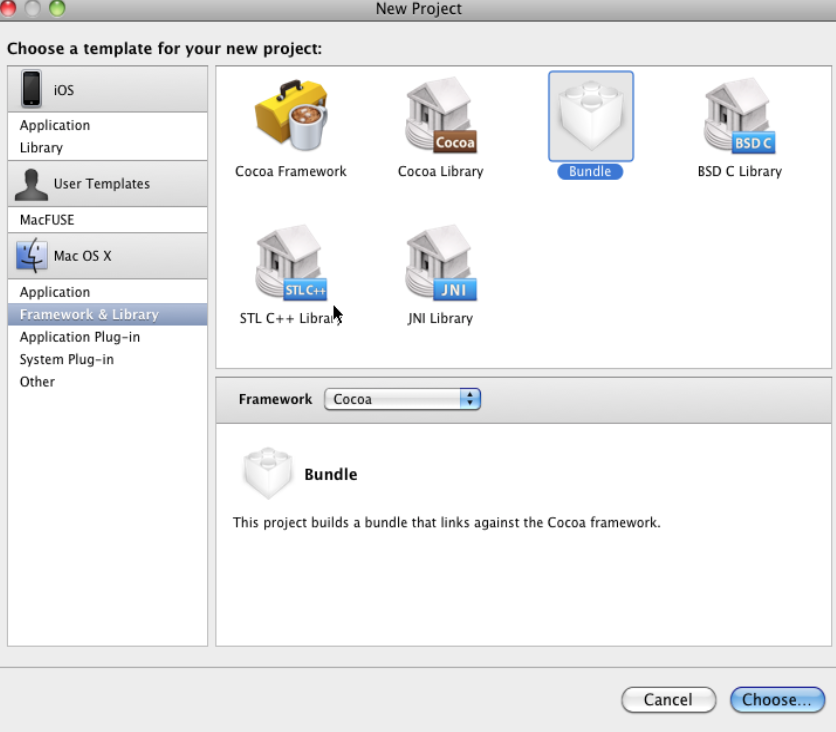 New Project
Choose a template for your new project:
iOS
Application
Library
User Templates
MacFUSE
Mac OS X
Application
Framework & Library
Application Plug-in
System Plug-in
Other
Cocoa
BSD C
Cocoa Framework
Cocoa Library
Bundle
BSD C Library
STL C++
JNI
STL C++ Library
JNI Library
Framework
Cocoa
Bundle
This project builds a bundle that links against the Cocoa framework.
Cancel
Choose...